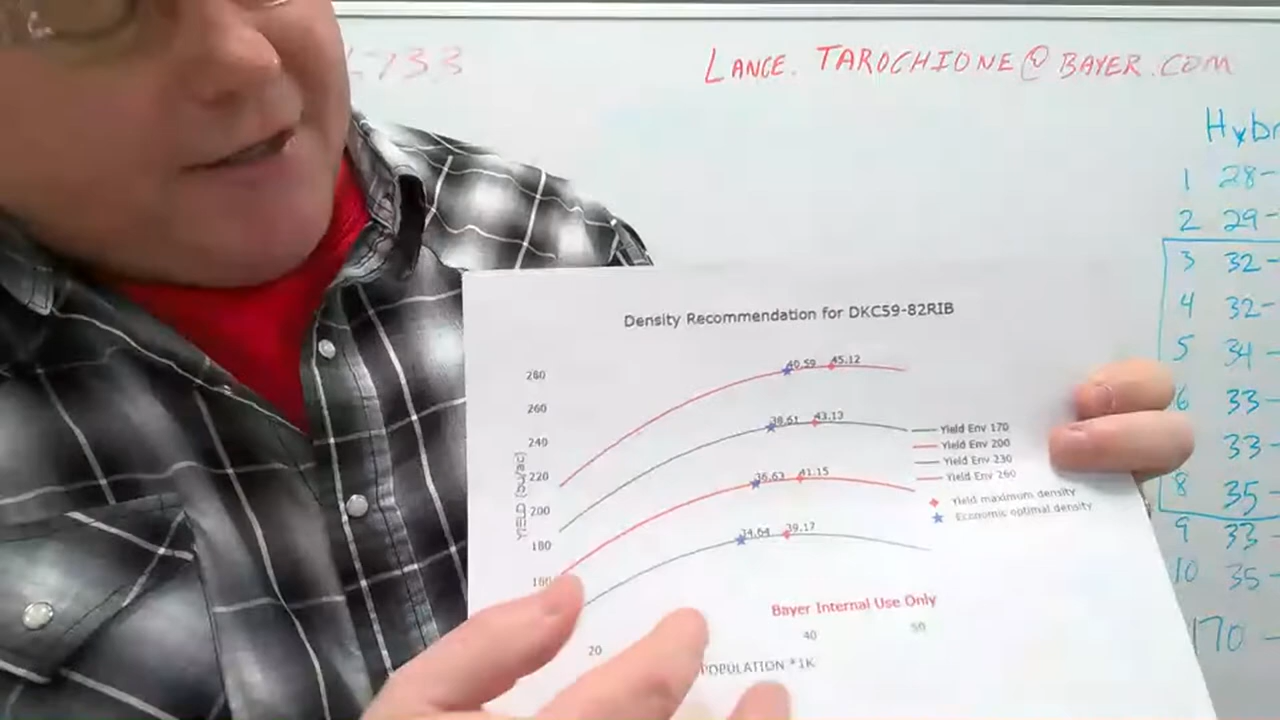 733
LANCE.TAROCHIONE@BAYER.COM
Hybr
1 28-
2 29-
3 32-
4 32-
5 34-
6 33-
33-
8 35-
9 33-
10 35-
170-
Density Recommendation for DKC59-82RIB
280
260
240
220
200
180
160
YIELD (bu/ac)
40.59 45.12
38.61 43.13
36.63 41.15
34.64 39.17
Yield Env 170
Yield Env 200
Yield Env 230
Yield Env 260
Yield maximum density
Economic optimal density
Bayer Internal Use Only
20 40 50
POPULATION *1K